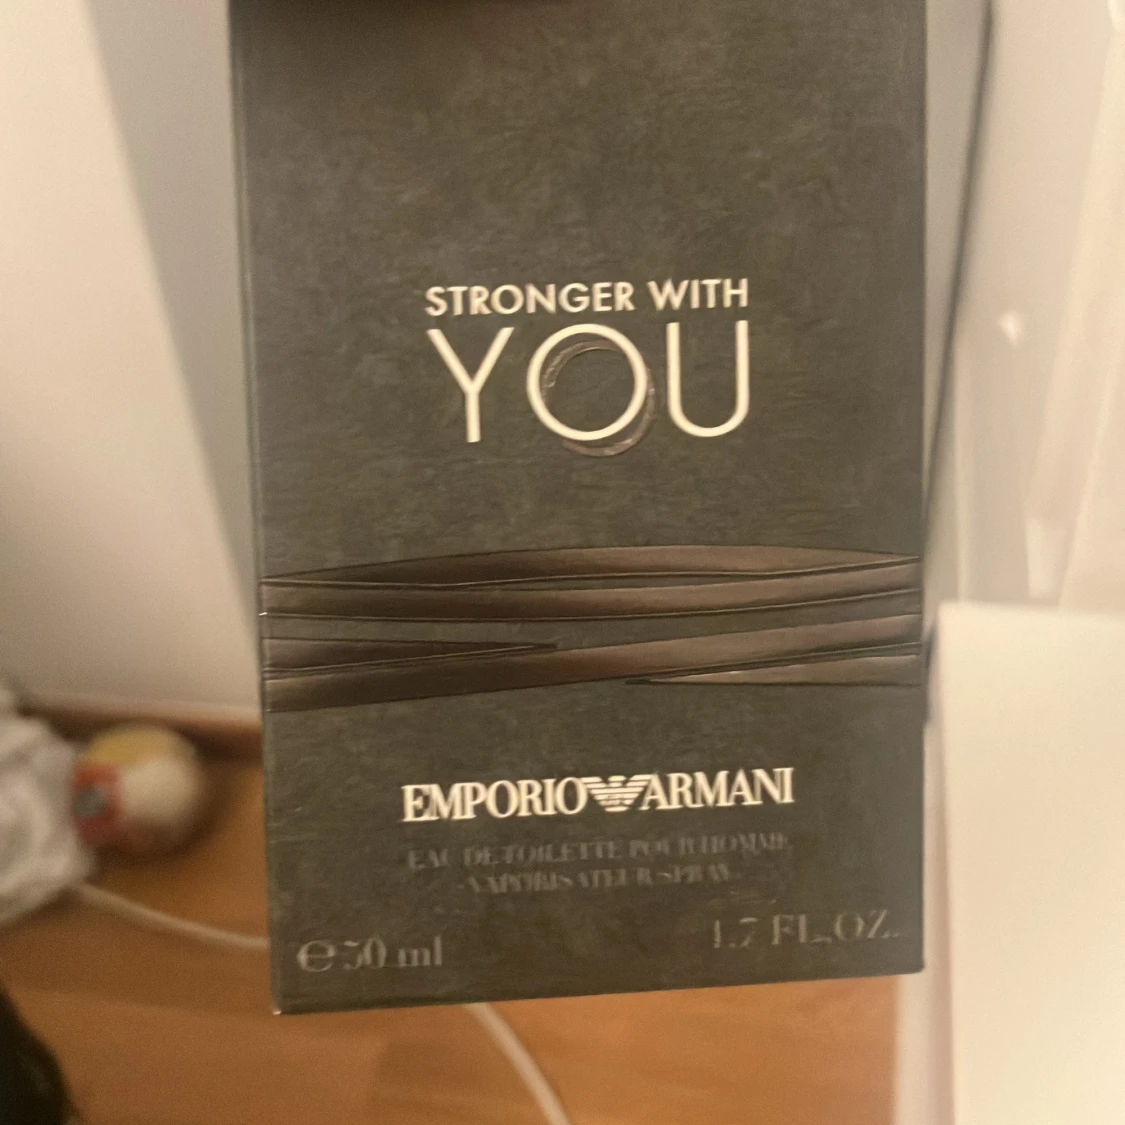 STRONGER WITH
YOU
EMPORIO ARMANI
EAU DE TOILETTE POUR HOMME
VAPORISATEUR SPRAY
℮ 50 ml
1.7 FL. OZ.